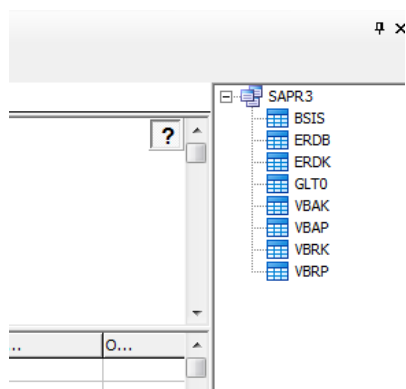 SAPR3
BSIS
ERDB
?
ERDK
GLT0
VBAK
VBAP
VBRK
VBRP
... O...